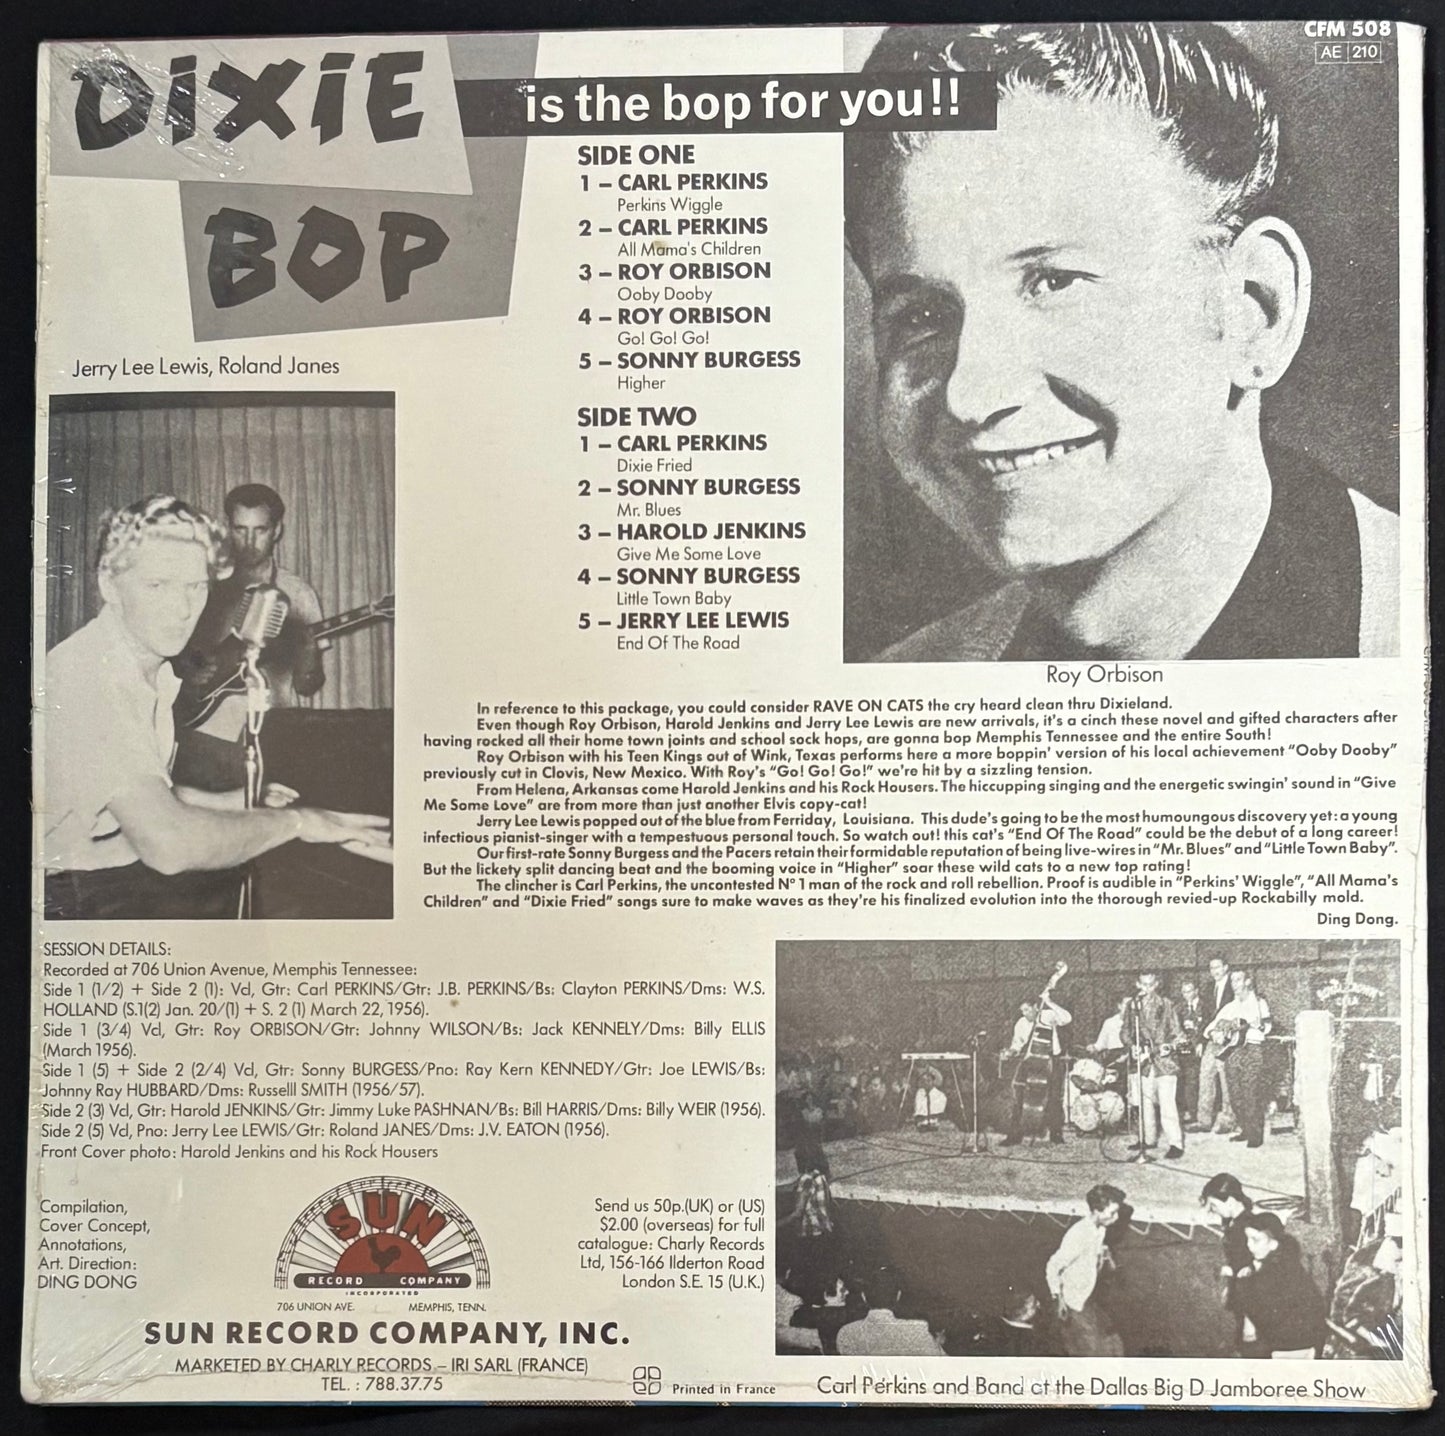 CFM 508
AE 210
DIXIE
BOP
is the bop for you!!
SIDE ONE
1 – CARL PERKINS
Perkins Wiggle
2 – CARL PERKINS
All Mama's Children
3 – ROY ORBISON
Ooby Dooby
4 – ROY ORBISON
Go! Go! Go!
5 – SONNY BURGESS
Higher
SIDE TWO
1 – CARL PERKINS
Dixie Fried
2 – SONNY BURGESS
Mr. Blues
3 – HAROLD JENKINS
Give Me Some Love
4 – SONNY BURGESS
Little Town Baby
5 – JERRY LEE LEWIS
End Of The Road
Jerry Lee Lewis, Roland Janes
Roy Orbison
In reference to this package, you could consider RAVE ON CATS the cry heard clean thru Dixieland.
Even though Roy Orbison, Harold Jenkins and Jerry Lee Lewis are new arrivals, it's a cinch these novel and gifted characters after
having rocked all their home town joints and school sock hops, are gonna bop Memphis Tennessee and the entire South!
Roy Orbison with his Teen Kings out of Wink, Texas performs here a more boppin' version of his local achievement "Ooby Dooby"
previously cut in Clovis, New Mexico. With Roy's "Go! Go! Go!" we're hit by a sizzling tension.
From Helena, Arkansas come Harold Jenkins and his Rock Housers. The hiccupping singing and the energetic swingin' sound in "Give
Me Some Love" are from more than just another Elvis copy-cat!
Jerry Lee Lewis popped out of the blue from Ferriday, Louisiana. This dude's going to be the most humoungous discovery yet: a young
infectious pianist-singer with a tempestuous personal touch. So watch out! this cat's "End Of The Road" could be the debut of a long career!
Our first-rate Sonny Burgess and the Pacers retain their formidable reputation of being live-wires in "Mr. Blues" and "Little Town Baby".
But the lickety split dancing beat and the booming voice in "Higher" soar these wild cats to a new top rating!
The clincher is Carl Perkins, the uncontested N° 1 man of the rock and roll rebellion. Proof is audible in "Perkins' Wiggle", "All Mama's
Children" and "Dixie Fried" songs sure to make waves as they're his finalized evolution into the thorough revied-up Rockabilly mold.
Ding Dong.
SESSION DETAILS:
Recorded at 706 Union Avenue, Memphis Tennessee:
Side 1 (1/2) + Side 2 (1): Vd, Gtr: Carl PERKINS/Gtr: J.B. PERKINS/Bs: Clayton PERKINS/Dms: W.S.
HOLLAND (S.1(2) Jan. 20/(1) + S. 2 (1) March 22, 1956).
Side 1 (3/4) Vcl, Gtr: Roy ORBISON/Gtr: Johnny WILSON/Bs: Jack KENNELY/Dms: Billy ELLIS
(March 1956).
Side 1 (5) + Side 2 (2/4) Vd, Gtr: Sonny BURGESS/Pno: Ray Kern KENNEDY/Gtr: Joe LEWIS/Bs:
Johnny Ray HUBBARD/Dms: Russelll SMITH (1956/57).
Side 2 (3) Vcl, Gtr: Harold JENKINS/Gtr: Jimmy Luke PASHNAN/Bs: Bill HARRIS/Dms: Billy WEIR (1956).
Side 2 (5) Vcl, Pno: Jerry Lee LEWIS/Gtr: Roland JANES/Dms: J.V. EATON (1956).
Front Cover photo: Harold Jenkins and his Rock Housers
Compilation,
Cover Concept,
Annotations,
Art. Direction:
DING DONG
SUN
RECORD COMPANY
INCORPORATED
706 UNION AVE. MEMPHIS, TENN.
Send us 50p.(UK) or (US)
$2.00 (overseas) for full
catalogue: Charly Records
Ltd, 156-166 Ilderton Road
London S.E. 15 (U.K.)
SUN RECORD COMPANY, INC.
MARKETED BY CHARLY RECORDS – IRI SARL (FRANCE)
TEL. : 788.37.75
Printed in France
Carl Perkins and Band at the Dallas Big D Jamboree Show